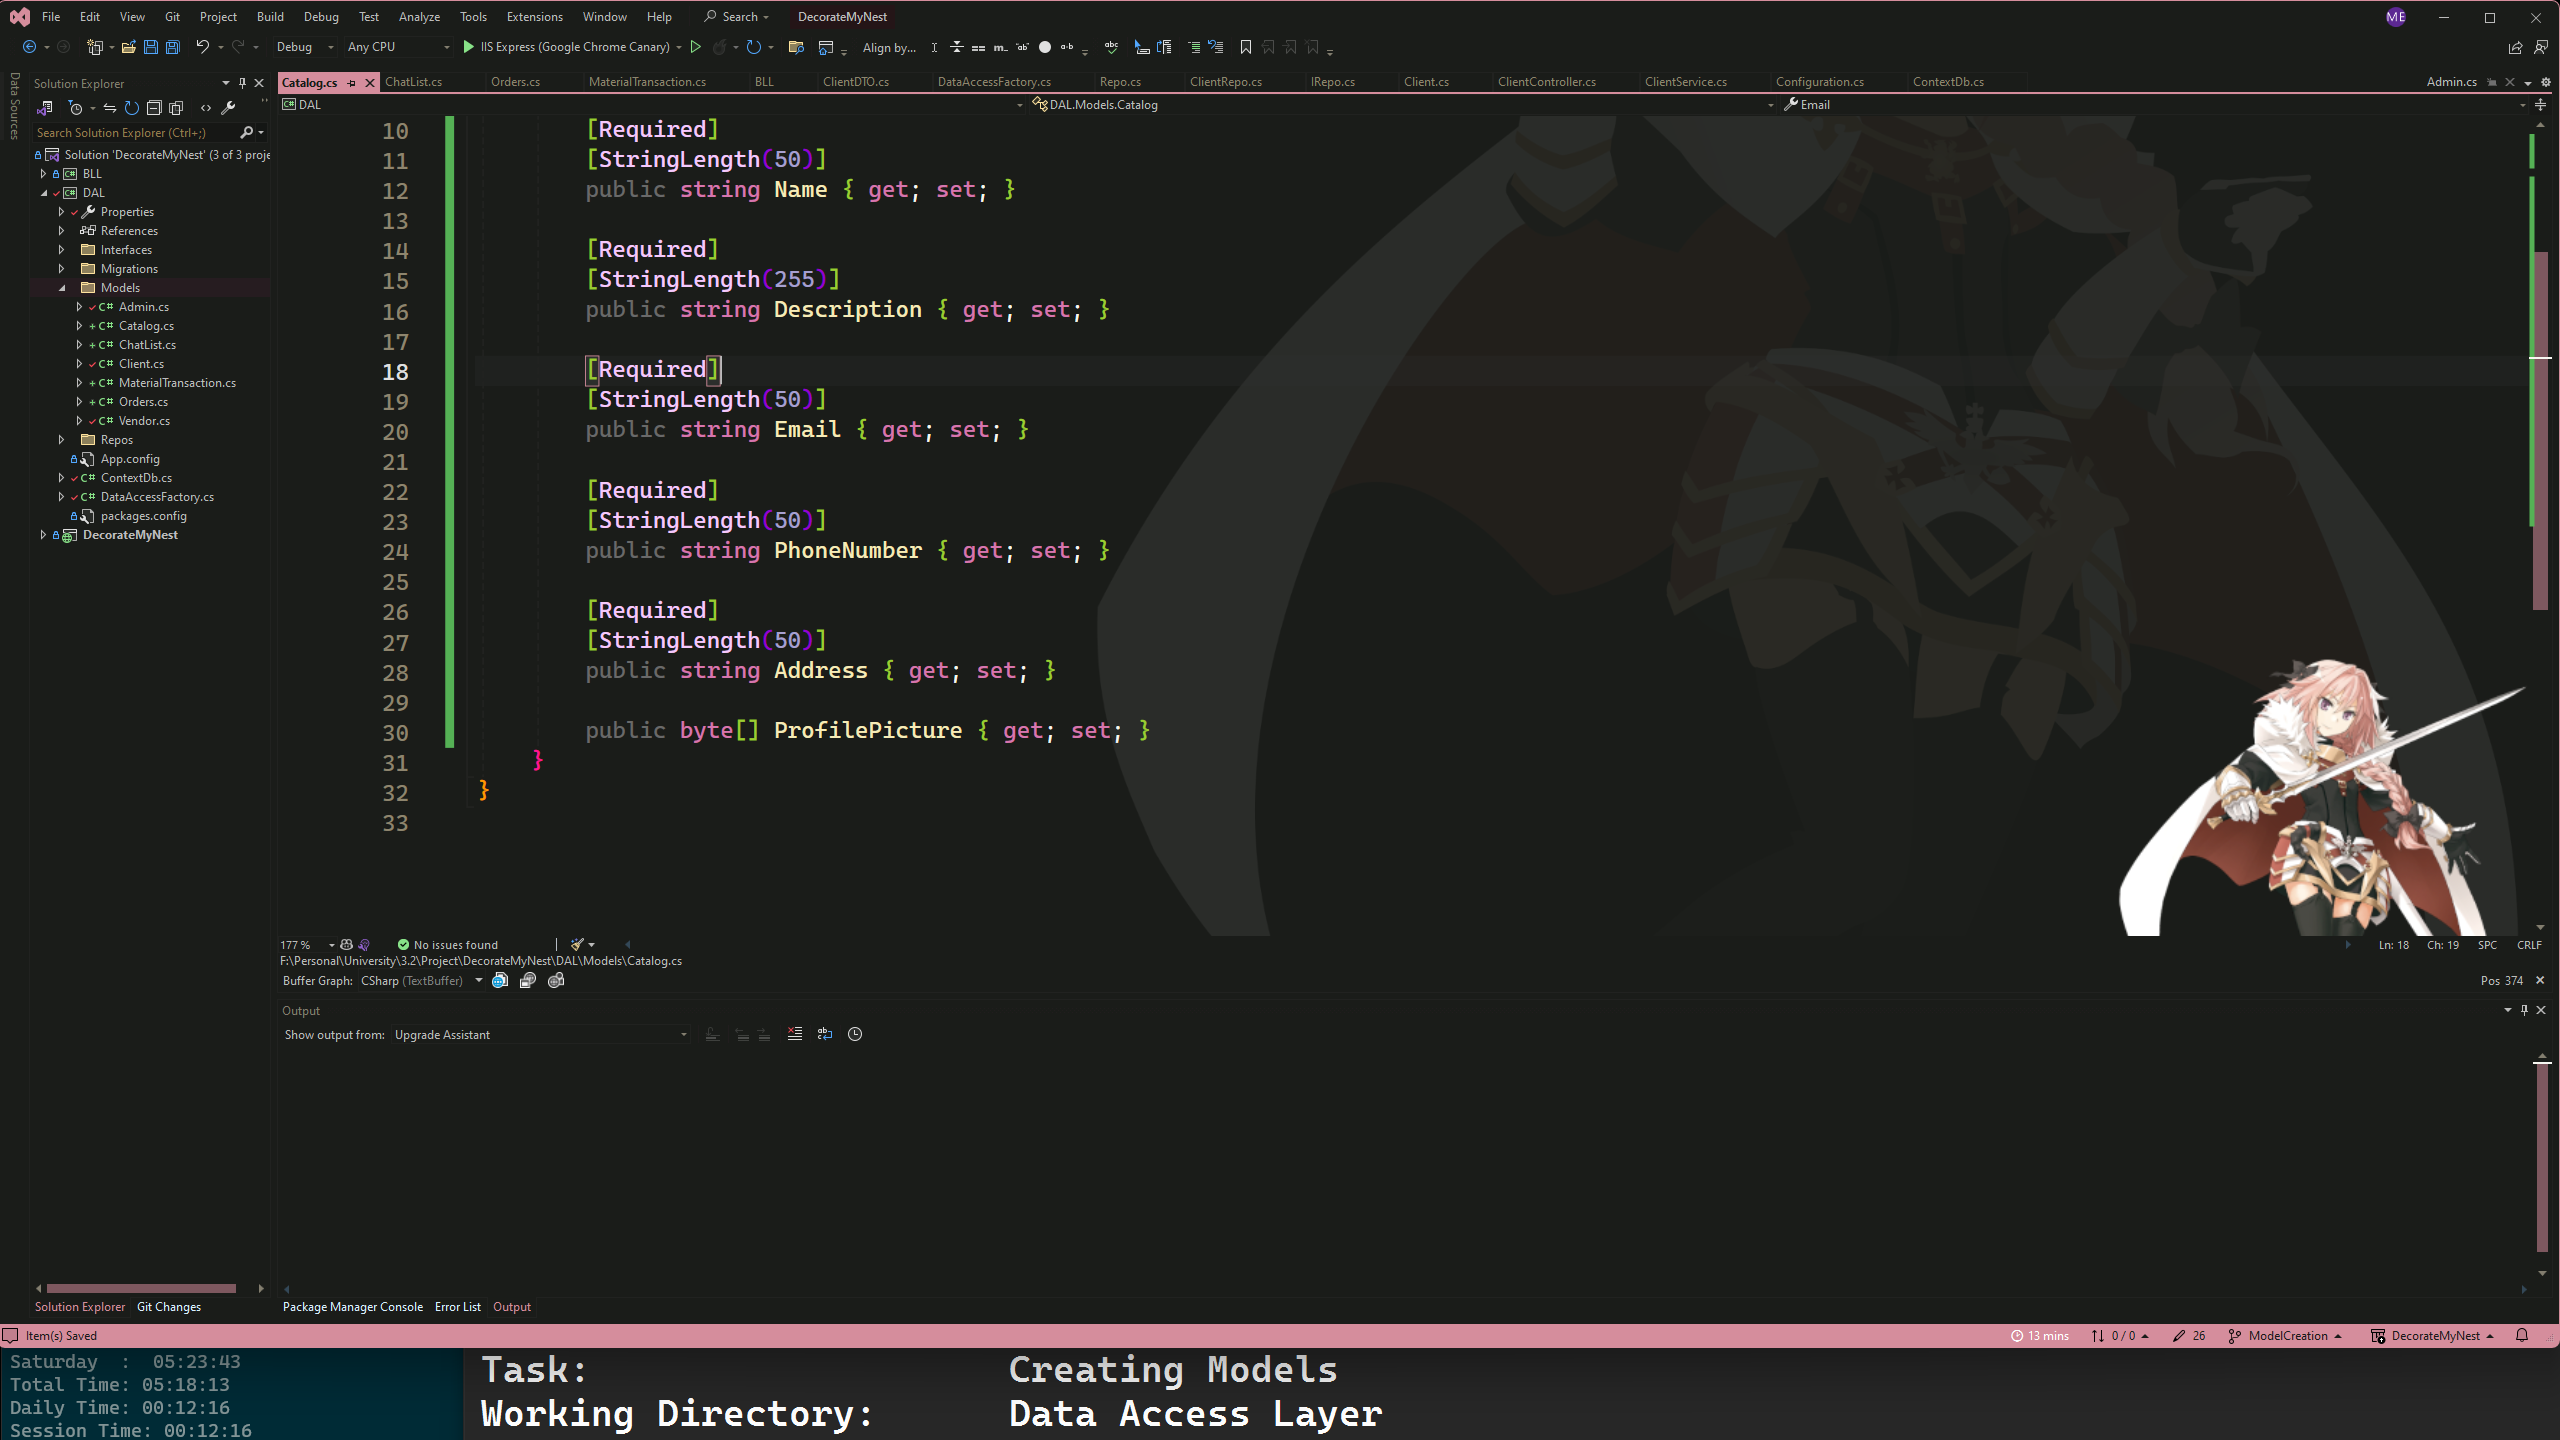 File Edit View Git Project Build Debug Test Analyze Tools Extensions Window Help Search DecorateMyNest ME
Debug Any CPU IIS Express (Google Chrome Canary) Align by...
Data Sources
Solution Explorer
Search Solution Explorer (Ctrl+;)
Solution 'DecorateMyNest' (3 of 3 proje
BLL
DAL
Properties
References
Interfaces
Migrations
Models
C# Admin.cs
C# Catalog.cs
C# ChatList.cs
C# Client.cs
C# MaterialTransaction.cs
C# Orders.cs
C# Vendor.cs
Repos
App.config
C# ContextDb.cs
C# DataAccessFactory.cs
packages.config
DecorateMyNest
Solution Explorer Git Changes
Catalog.cs ChatList.cs Orders.cs MaterialTransaction.cs BLL ClientDTO.cs DataAccessFactory.cs Repo.cs ClientRepo.cs IRepo.cs Client.cs ClientController.cs ClientService.cs Configuration.cs ContextDb.cs Admin.cs
DAL DAL.Models.Catalog Email
10 [Required]
11 [StringLength(50)]
12 public string Name { get; set; }
13
14 [Required]
15 [StringLength(255)]
16 public string Description { get; set; }
17
18 [Required]
19 [StringLength(50)]
20 public string Email { get; set; }
21
22 [Required]
23 [StringLength(50)]
24 public string PhoneNumber { get; set; }
25
26 [Required]
27 [StringLength(50)]
28 public string Address { get; set; }
29
30 public byte[] ProfilePicture { get; set; }
31 }
32 }
33
177 % No issues found Ln: 18 Ch: 19 SPC CRLF
F:\Personal\University\3.2\Project\DecorateMyNest\DAL\Models\Catalog.cs
Buffer Graph: CSharp (TextBuffer) Pos 374
Output
Show output from: Upgrade Assistant
Package Manager Console Error List Output
Item(s) Saved 13 mins 0 / 0 26 ModelCreation DecorateMyNest
Saturday : 05:23:43
Total Time: 05:18:13
Daily Time: 00:12:16
Session Time: 00:12:16
Task: Creating Models
Working Directory: Data Access Layer